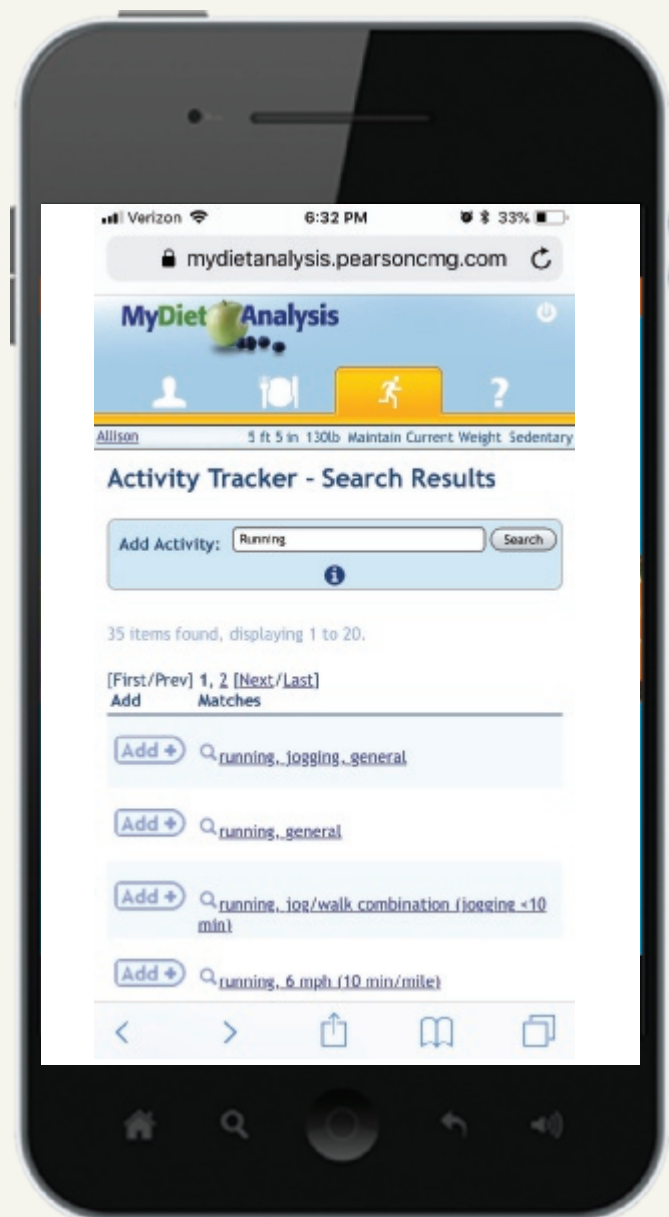 Verizon 6:32 PM 33%
mydietanalysis.pearsoncmg.com
MyDiet Analysis
?
Allison 5 ft 5 in 130lb Maintain Current Weight Sedentary
Activity Tracker - Search Results
Add Activity: Running Search
35 items found, displaying 1 to 20.
[First/Prev] 1, 2 [Next/Last]
Add Matches
Add + running, jogging, general
Add + running, general
Add + running, jog/walk combination (jogging <10
min)
Add + running, 6 mph (10 min/mile)